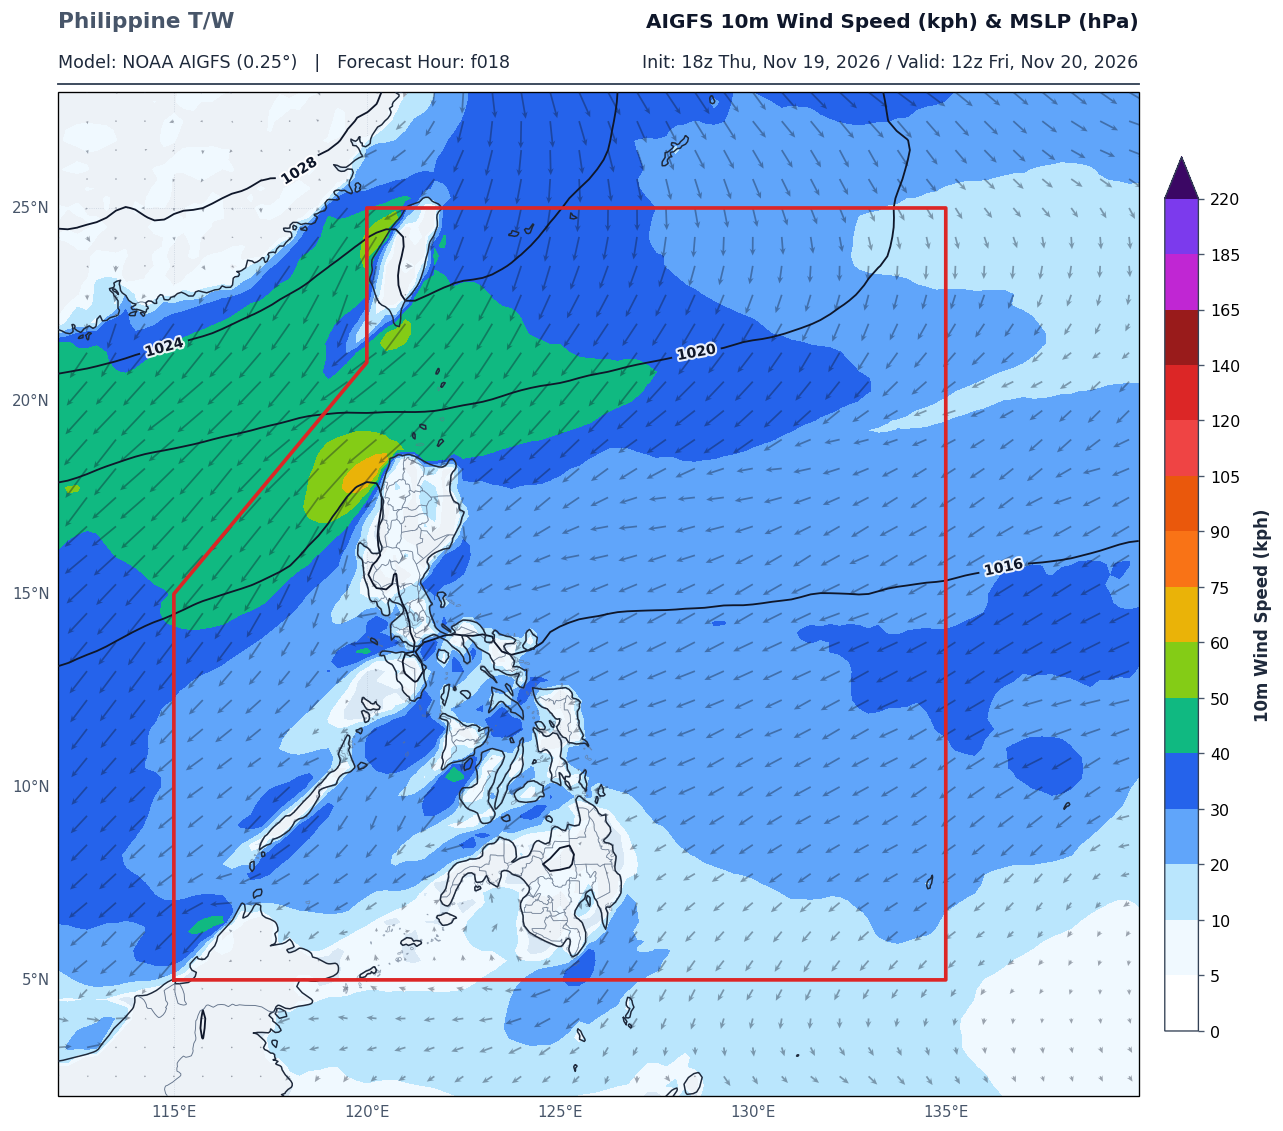 Philippine T/W
AIGFS 10m Wind Speed (kph) & MSLP (hPa)
Model: NOAA AIGFS (0.25°) | Forecast Hour: f018
Init: 18z Thu, Nov 19, 2026 / Valid: 12z Fri, Nov 20, 2026
1028
25°N
1024
1020
20°N
1016
15°N
10°N
5°N
115°E
120°E
125°E
130°E
135°E
220
185
165
140
120
105
90
75
60
50
40
30
20
10
5
0
10m Wind Speed (kph)